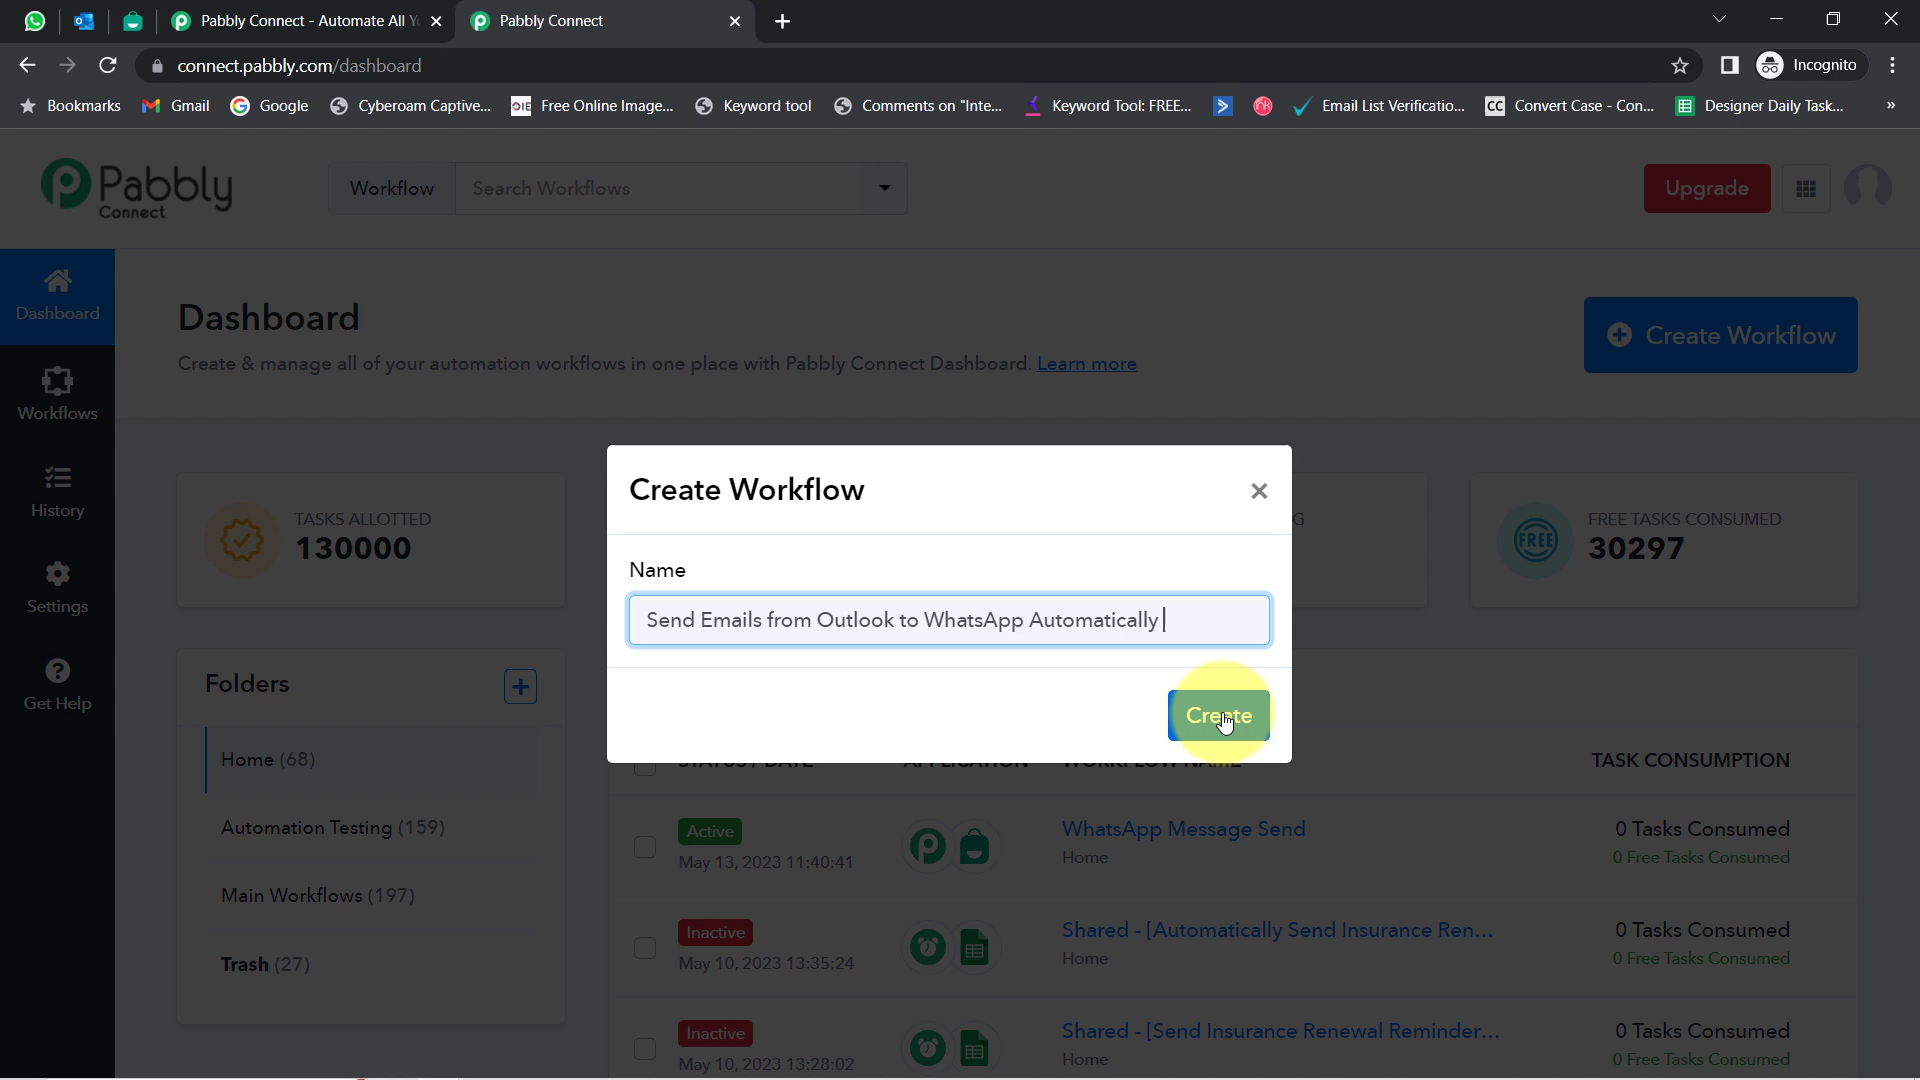 Pabbly Connect - Automate All Y
Pabbly Connect
connect.pabbly.com/dashboard
Incognito
Bookmarks
Gmail
Google
Cyberoam Captive...
OIE
Free Online Image...
Keyword tool
Comments on "Inte...
Keyword Tool: FREE...
Email List Verificatio...
CC
Convert Case - Con...
Designer Daily Task...
Pabbly
Connect
Workflow
Search Workflows
Upgrade
Dashboard
Workflows
History
Settings
Get Help
Dashboard
Create & manage all of your automation workflows in one place with Pabbly Connect Dashboard. Learn more
Create Workflow
TASKS ALLOTTED
130000
G
FREE
FREE TASKS CONSUMED
30297
Create Workflow
Name
Send Emails from Outlook to WhatsApp Automatically
Create
Folders
Home (68)
Automation Testing (159)
Main Workflows (197)
Trash (27)
STATUS / DATE
APPLICATION
WORKFLOW NAME
TASK CONSUMPTION
Active
May 13, 2023 11:40:41
WhatsApp Message Send
Home
0 Tasks Consumed
0 Free Tasks Consumed
Inactive
May 10, 2023 13:35:24
Shared - [Automatically Send Insurance Ren...
Home
0 Tasks Consumed
0 Free Tasks Consumed
Inactive
May 10, 2023 13:28:02
Shared - [Send Insurance Renewal Reminder...
Home
0 Tasks Consumed
0 Free Tasks Consumed